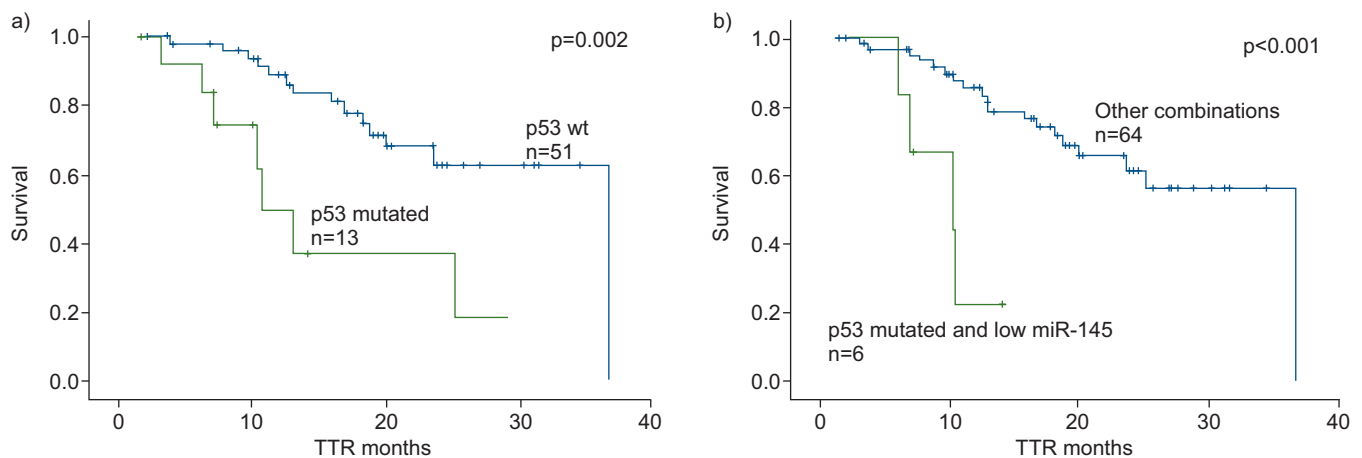 a)
p=0.002
1.0
0.8
0.6
0.4
0.2
0.0
Survival
p53 wt
n=51
p53 mutated
n=13
0 10 20 30 40
TTR months
b)
p<0.001
1.0
0.8
0.6
0.4
0.2
0.0
Survival
Other combinations
n=64
p53 mutated and low miR-145
n=6
0 10 20 30 40
TTR months